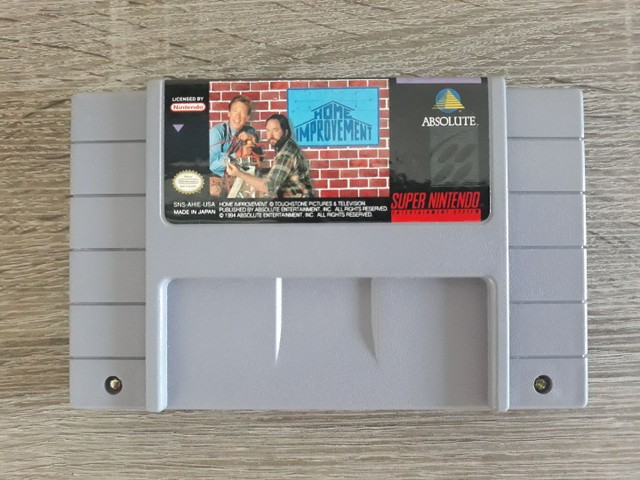 LICENSED BY
Nintendo
HOME
IMPROVEMENT
ABSOLUTE™
SNS-AHIE-USA
MADE IN JAPAN
HOME IMPROVEMENT © TOUCHSTONE PICTURES & TELEVISION.
PUBLISHED BY ABSOLUTE ENTERTAINMENT, INC. ALL RIGHTS RESERVED.
© 1994 ABSOLUTE ENTERTAINMENT, INC. ALL RIGHTS RESERVED.
SUPER NINTENDO
ENTERTAINMENT SYSTEM